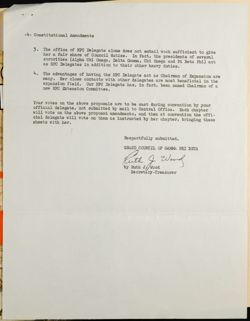 -4- Constitutional Amendments
3. The office of NPC Delegate alone does not entail work sufficient to give
her a fair share of Council duties. In fact, the presidents of several
sororities (Alpha Chi Omega, Delta Gamma, Chi Omega and Pi Beta Phi) act
as NPC Delegates in addition to their other heavy duties.
4. The advantages of having the NPC Delegate act as Chairman of Expansion are
many. Her close contacts with other delegates are most beneficial in the
expansion field. Our NPC Delegate has, in fact, been named Chairman of a
new NPC Extension Committee.
Your votes on the above proposals are to be cast during convention by your
official delegate, not submitted by mail to Central Office. Each chapter
will vote on the above proposed amendments, and then at convention the offi-
cial delegate will vote on them as instructed by her chapter, bringing these
sheets with her.
Respectfully submitted,
GRAND COUNCIL OF GAMMA PHI BETA
Ruth J. Wood
by Ruth J. Wood
Secretary-Treasurer